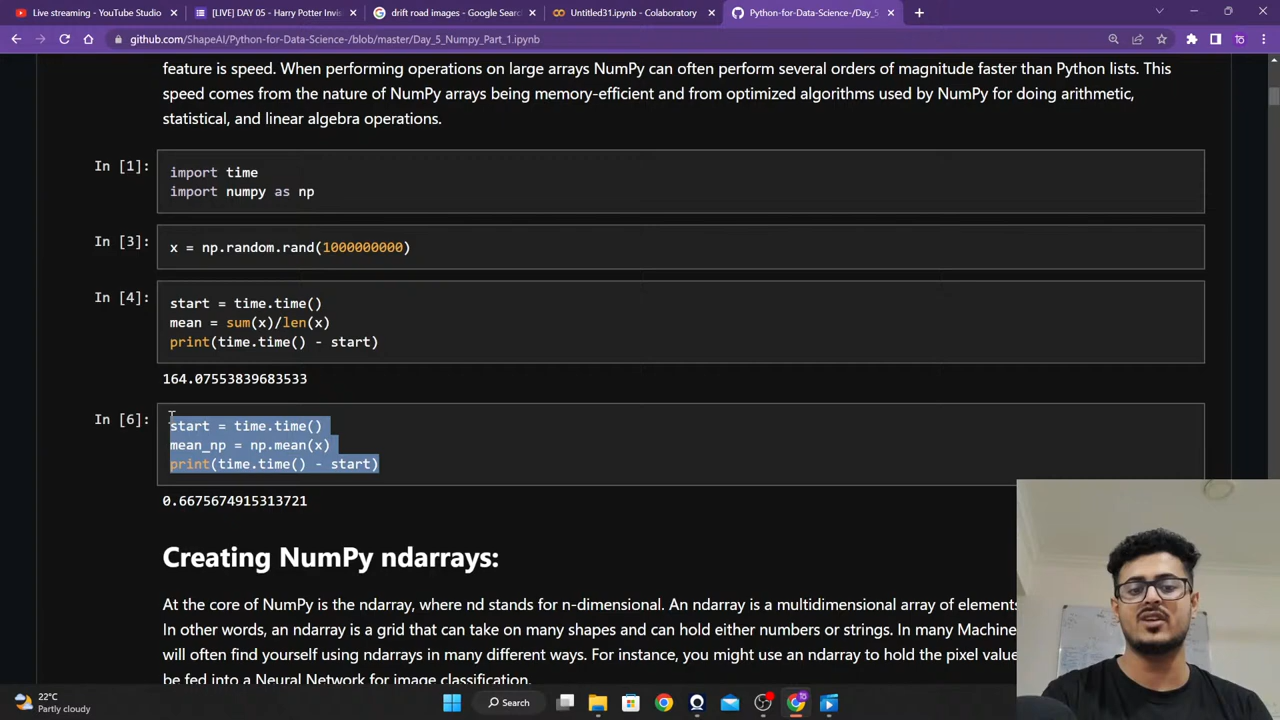 Live streaming - YouTube Studio
[LIVE] DAY 05 - Harry Potter Invis
drift road images - Google Search
Untitled31.ipynb - Colaboratory
Python-for-Data-Science-/Day_5
github.com/ShapeAI/Python-for-Data-Science-/blob/master/Day_5_Numpy_Part_1.ipynb
feature is speed. When performing operations on large arrays NumPy can often perform several orders of magnitude faster than Python lists. This
speed comes from the nature of NumPy arrays being memory-efficient and from optimized algorithms used by NumPy for doing arithmetic,
statistical, and linear algebra operations.
In [1]:
import time
import numpy as np
In [3]:
x = np.random.rand(1000000000)
In [4]:
start = time.time()
mean = sum(x)/len(x)
print(time.time() - start)
164.07553839683533
In [6]:
start = time.time()
mean_np = np.mean(x)
print(time.time() - start)
0.6675674915313721
Creating NumPy ndarrays:
At the core of NumPy is the ndarray, where nd stands for n-dimensional. An ndarray is a multidimensional array of elements
In other words, an ndarray is a grid that can take on many shapes and can hold either numbers or strings. In many Machine
will often find yourself using ndarrays in many different ways. For instance, you might use an ndarray to hold the pixel value
be fed into a Neural Network for image classification.
22°C
Partly cloudy
Search